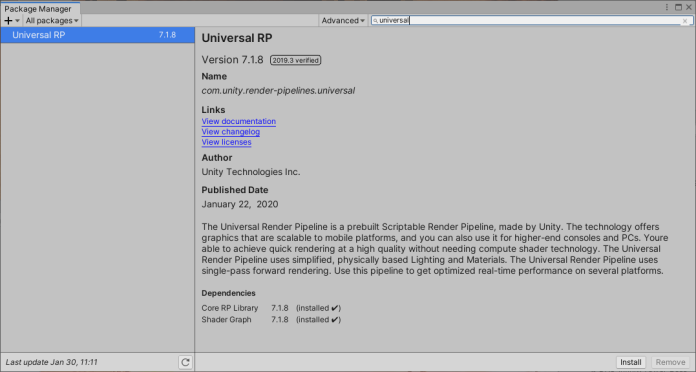 Package Manager
All packages
Advanced
universal
Universal RP 7.1.8
Universal RP
Version 7.1.8 2019.3 verified
Name
com.unity.render-pipelines.universal
Links
View documentation
View changelog
View licenses
Author
Unity Technologies Inc.
Published Date
January 22, 2020
The Universal Render Pipeline is a prebuilt Scriptable Render Pipeline, made by Unity. The technology offers
graphics that are scalable to mobile platforms, and you can also use it for higher-end consoles and PCs. Youre
able to achieve quick rendering at a high quality without needing compute shader technology. The Universal
Render Pipeline uses simplified, physically based Lighting and Materials. The Universal Render Pipeline uses
single-pass forward rendering. Use this pipeline to get optimized real-time performance on several platforms.
Dependencies
Core RP Library 7.1.8 (installed ✔)
Shader Graph 7.1.8 (installed ✔)
Last update Jan 30, 11:11
Install
Remove